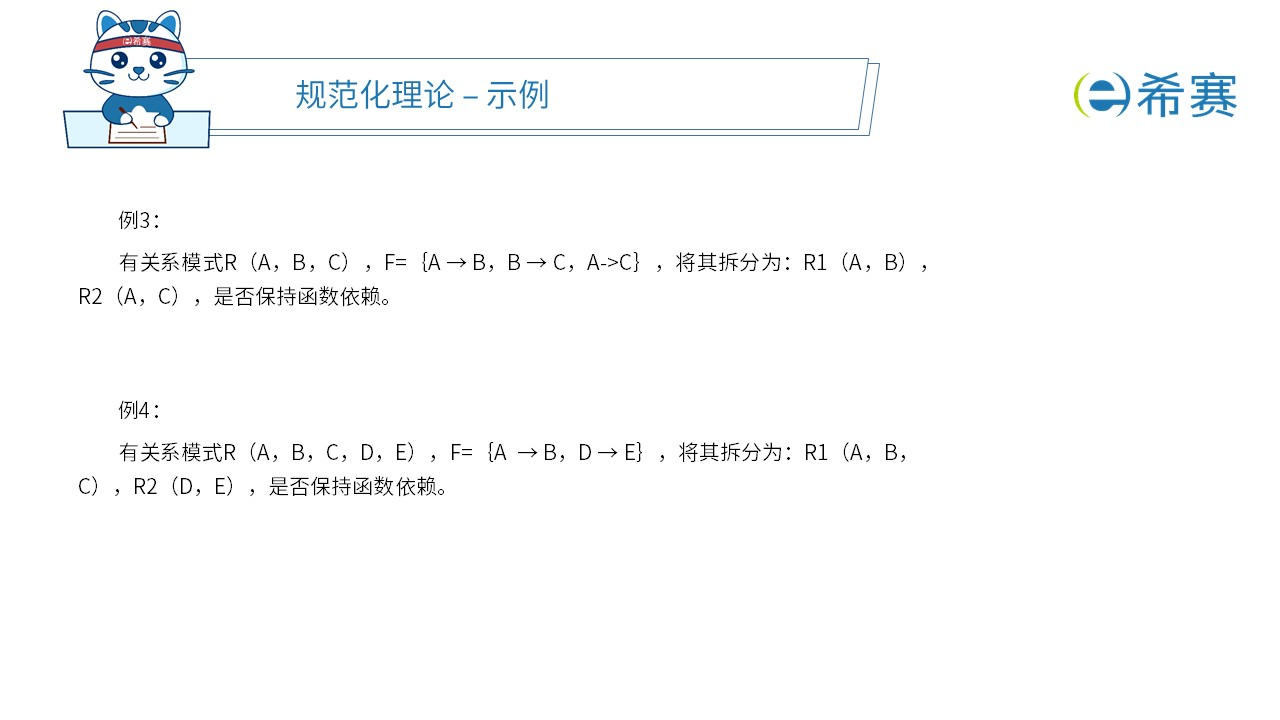 希赛
规范化理论 – 示例
希赛
例3：
有关系模式R（A，B，C），F=｛A → B，B → C，A->C｝，将其拆分为：R1（A，B），
R2（A，C），是否保持函数依赖。
例4：
有关系模式R（A，B，C，D，E），F=｛A → B，D → E｝，将其拆分为：R1（A，B，
C），R2（D，E），是否保持函数依赖。